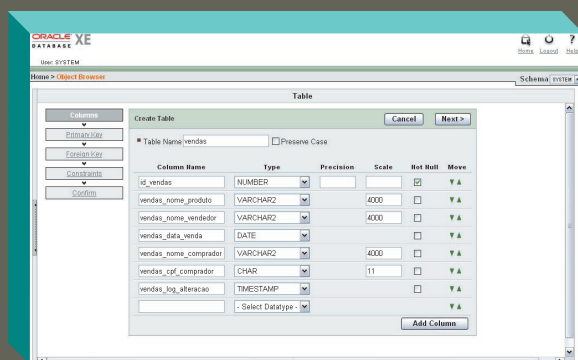 ORACLE XE
DATABASE
Home Logout Help
User: SYSTEM
Home > Object Browser
Schema SYSTEM
Table
Columns
Primary Key
Foreign Key
Constraints
Confirm
Create Table Cancel Next >
Table Name vendas Preserve Case
Column Name Type Precision Scale Not Null Move
id_vendas NUMBER
vendas_nome_produto VARCHAR2 4000
vendas_nome_vendedor VARCHAR2 4000
vendas_data_venda DATE
vendas_nome_comprador VARCHAR2 4000
vendas_cpf_comprador CHAR 11
vendas_log_alteracao TIMESTAMP
- Select Datatype -
Add Column